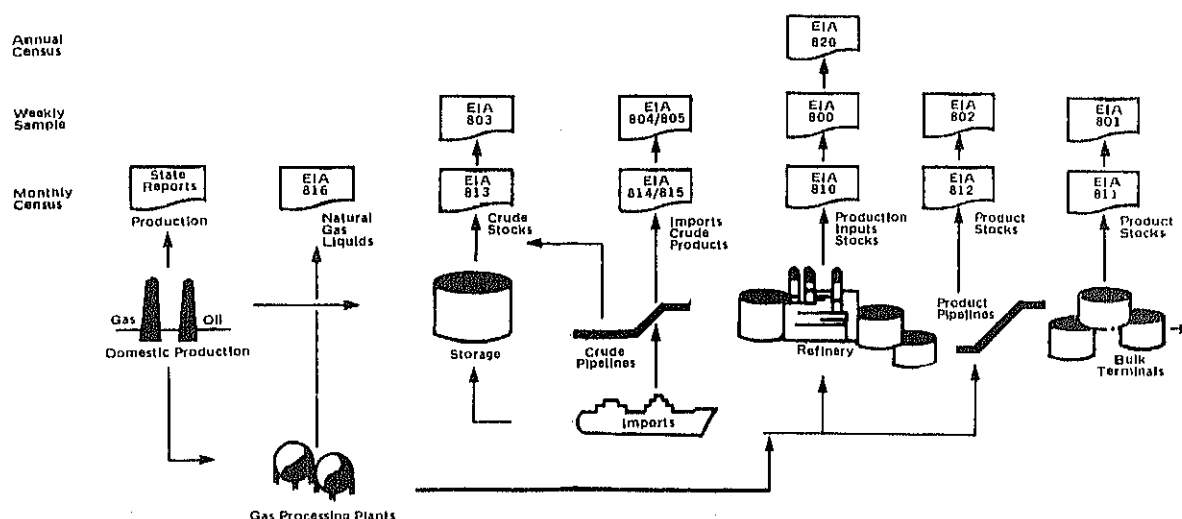 Annual
Census
EIA
820
Weekly
Sample
EIA
803
EIA
804/805
EIA
800
EIA
802
EIA
801
Monthly
Census
State
Reports
EIA
816
EIA
813
EIA
814/815
EIA
810
EIA
812
EIA
811
Production
Natural
Gas
Liquids
Crude
Stocks
Imports
Crude
Products
Production
Inputs
Stocks
Product
Stocks
Product
Stocks
Gas
Oil
Domestic Production
Storage
Crude
Pipelines
Refinery
Product
Pipelines
Bulk
Terminals
Imports
Gas Processing Plants